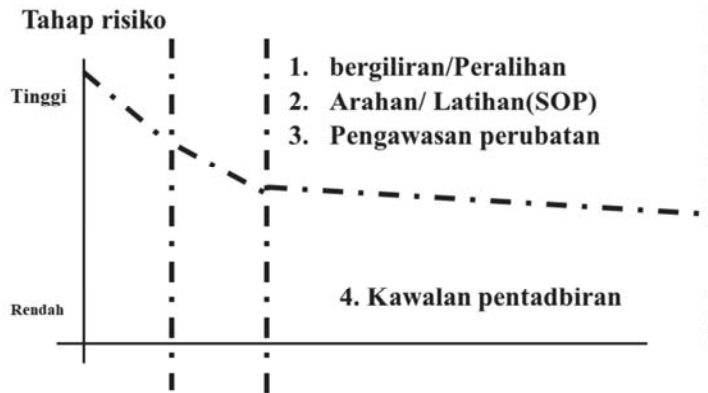 Tahap risiko
Tinggi
1. bergiliran/Peralihan
2. Arahan/ Latihan(SOP)
3. Pengawasan perubatan
Rendah
4. Kawalan pentadbiran